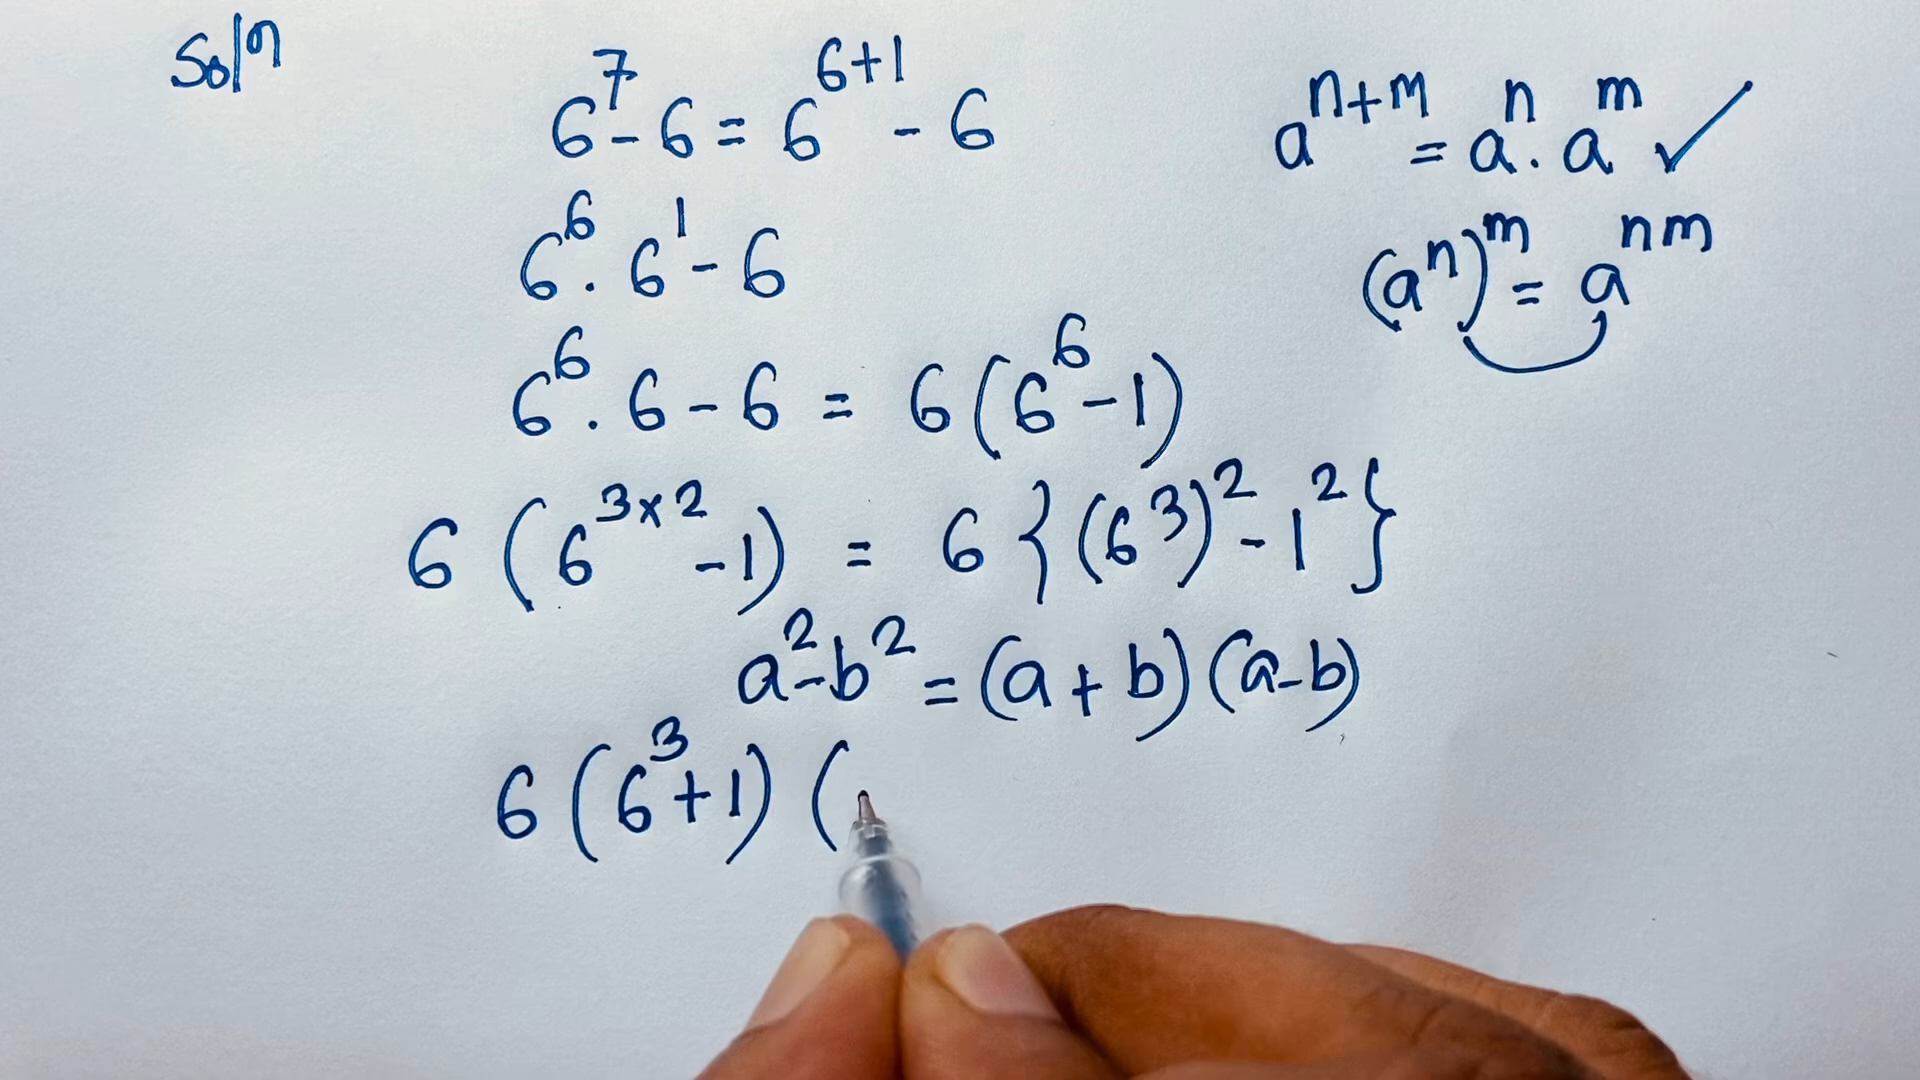 Sol^n
6^7 - 6 = 6^{6+1} - 6
6^6 . 6^1 - 6
6^6 . 6 - 6 = 6 (6^6 - 1)
6 (6^{3×2} - 1) = 6 {(6^3)^2 - 1^2}
a^2 - b^2 = (a + b) (a - b)
6 (6^3 + 1) (
a^{n+m} = a^n . a^m ✓
(a^n)^m = a^{nm}